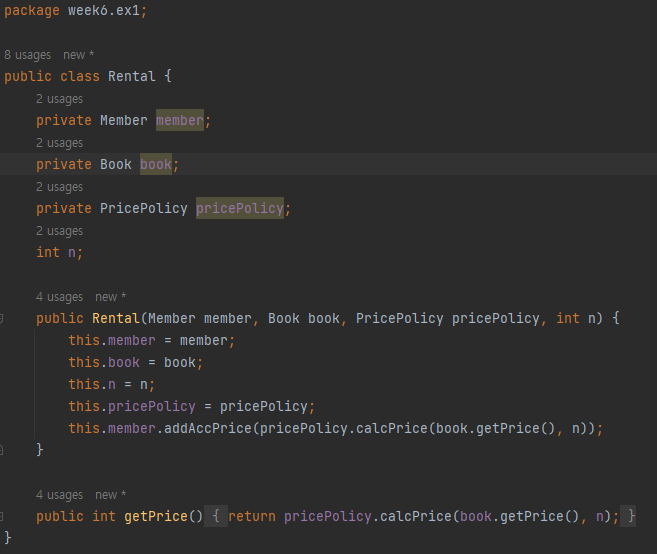 package week6.ex1;
8 usages new *
public class Rental {
2 usages
private Member member;
2 usages
private Book book;
2 usages
private PricePolicy pricePolicy;
2 usages
int n;
4 usages new *
public Rental(Member member, Book book, PricePolicy pricePolicy, int n) {
this.member = member;
this.book = book;
this.n = n;
this.pricePolicy = pricePolicy;
this.member.addAccPrice(pricePolicy.calcPrice(book.getPrice(), n));
}
4 usages new *
public int getPrice() { return pricePolicy.calcPrice(book.getPrice(), n); }
}